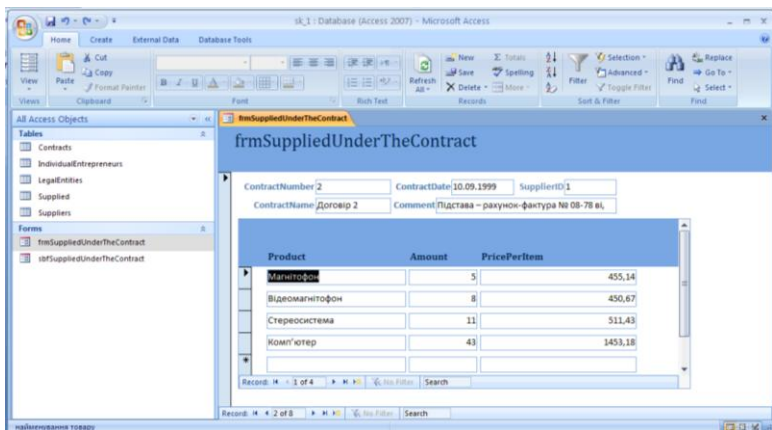 sk_1 : Database (Access 2007) - Microsoft Access
Home Create External Data Database Tools
View
Views
Paste
Cut
Copy
Format Painter
Clipboard
B I U
Font
Rich Text
Refresh All
New
Save
Delete
Totals
Spelling
More
Records
Filter
Selection
Advanced
Toggle Filter
Sort & Filter
Find
Replace
Go To
Select
Find
All Access Objects
Tables
Contracts
IndividualEntrepreneurs
LegalEntities
Supplied
Suppliers
Forms
frmSuppliedUnderTheContract
sbfSuppliedUnderTheContract
frmSuppliedUnderTheContract
frmSuppliedUnderTheContract
ContractNumber 2 ContractDate 10.09.1999 SupplierID 1
ContractName Договір 2 Comment Підстава – рахунок-фактура № 08-78 ві,
Product Amount PricePerItem
Магнітофон 5 455,14
Відеомагнітофон 8 450,67
Стереосистема 11 511,43
Комп'ютер 43 1453,18
Record: 1 of 4 No Filter Search
Record: 2 of 8 No Filter Search
найменування товару